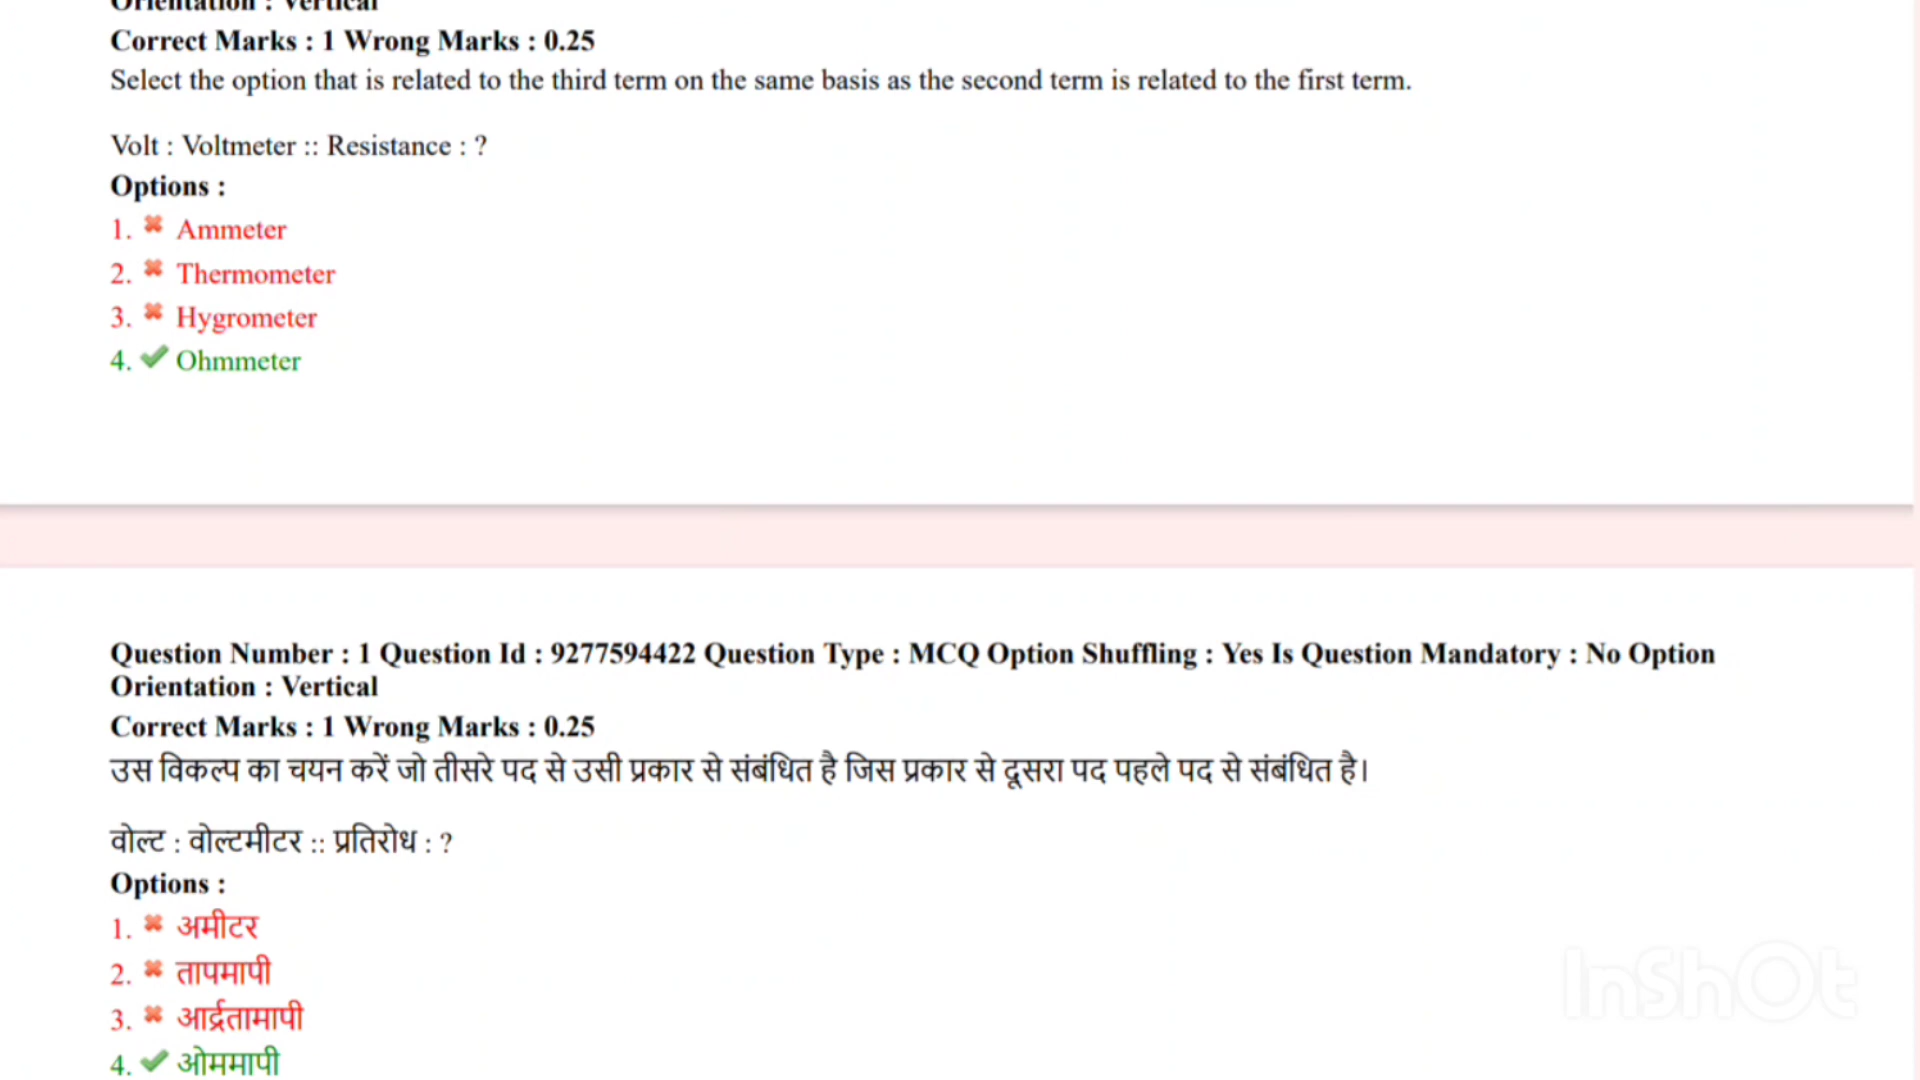 Orientation : Vertical
Correct Marks : 1 Wrong Marks : 0.25
Select the option that is related to the third term on the same basis as the second term is related to the first term.
Volt : Voltmeter :: Resistance : ?
Options :
1. Ammeter
2. Thermometer
3. Hygrometer
4. Ohmmeter
Question Number : 1 Question Id : 9277594422 Question Type : MCQ Option Shuffling : Yes Is Question Mandatory : No Option
Orientation : Vertical
Correct Marks : 1 Wrong Marks : 0.25
उस विकल्प का चयन करें जो तीसरे पद से उसी प्रकार से संबंधित है जिस प्रकार से दूसरा पद पहले पद से संबंधित है।
वोल्ट : वोल्टमीटर :: प्रतिरोध : ?
Options :
1. अमीटर
2. तापमापी
3. आर्द्रतामापी
4. ओममापी
InShOt